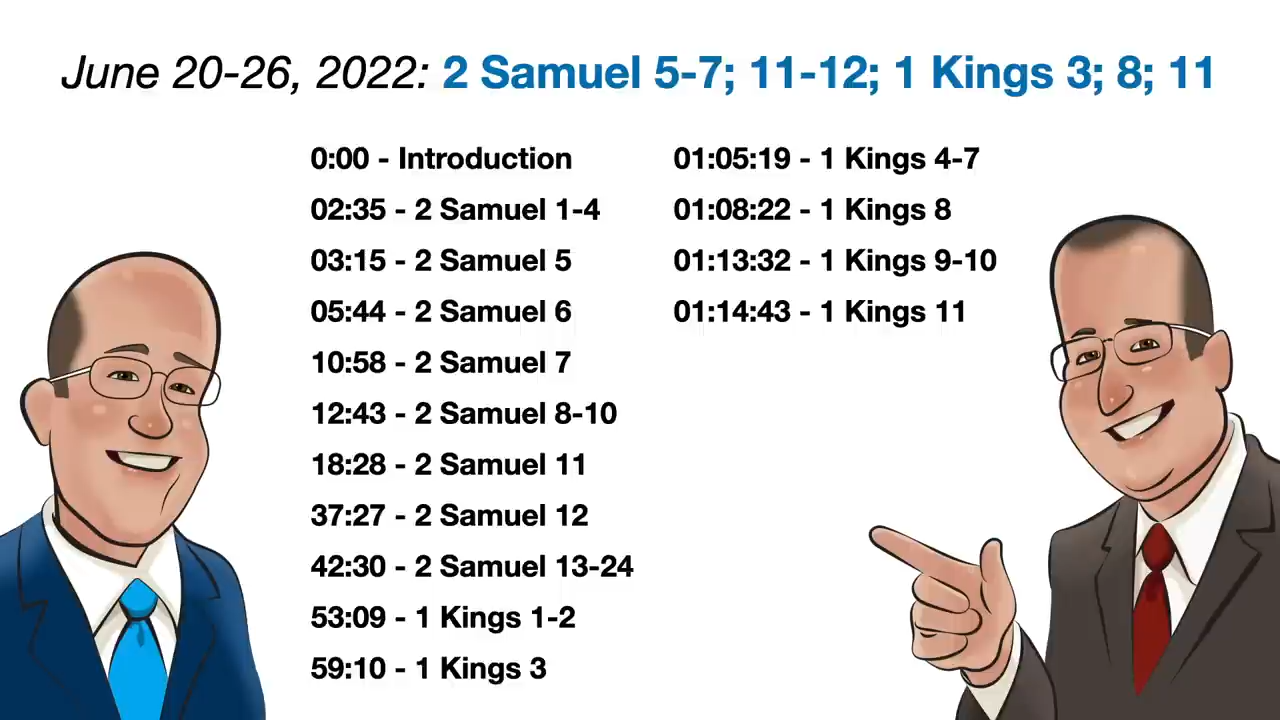 June 20-26, 2022: 2 Samuel 5-7; 11-12; 1 Kings 3; 8; 11
0:00 - Introduction
02:35 - 2 Samuel 1-4
03:15 - 2 Samuel 5
05:44 - 2 Samuel 6
10:58 - 2 Samuel 7
12:43 - 2 Samuel 8-10
18:28 - 2 Samuel 11
37:27 - 2 Samuel 12
42:30 - 2 Samuel 13-24
53:09 - 1 Kings 1-2
59:10 - 1 Kings 3
01:05:19 - 1 Kings 4-7
01:08:22 - 1 Kings 8
01:13:32 - 1 Kings 9-10
01:14:43 - 1 Kings 11